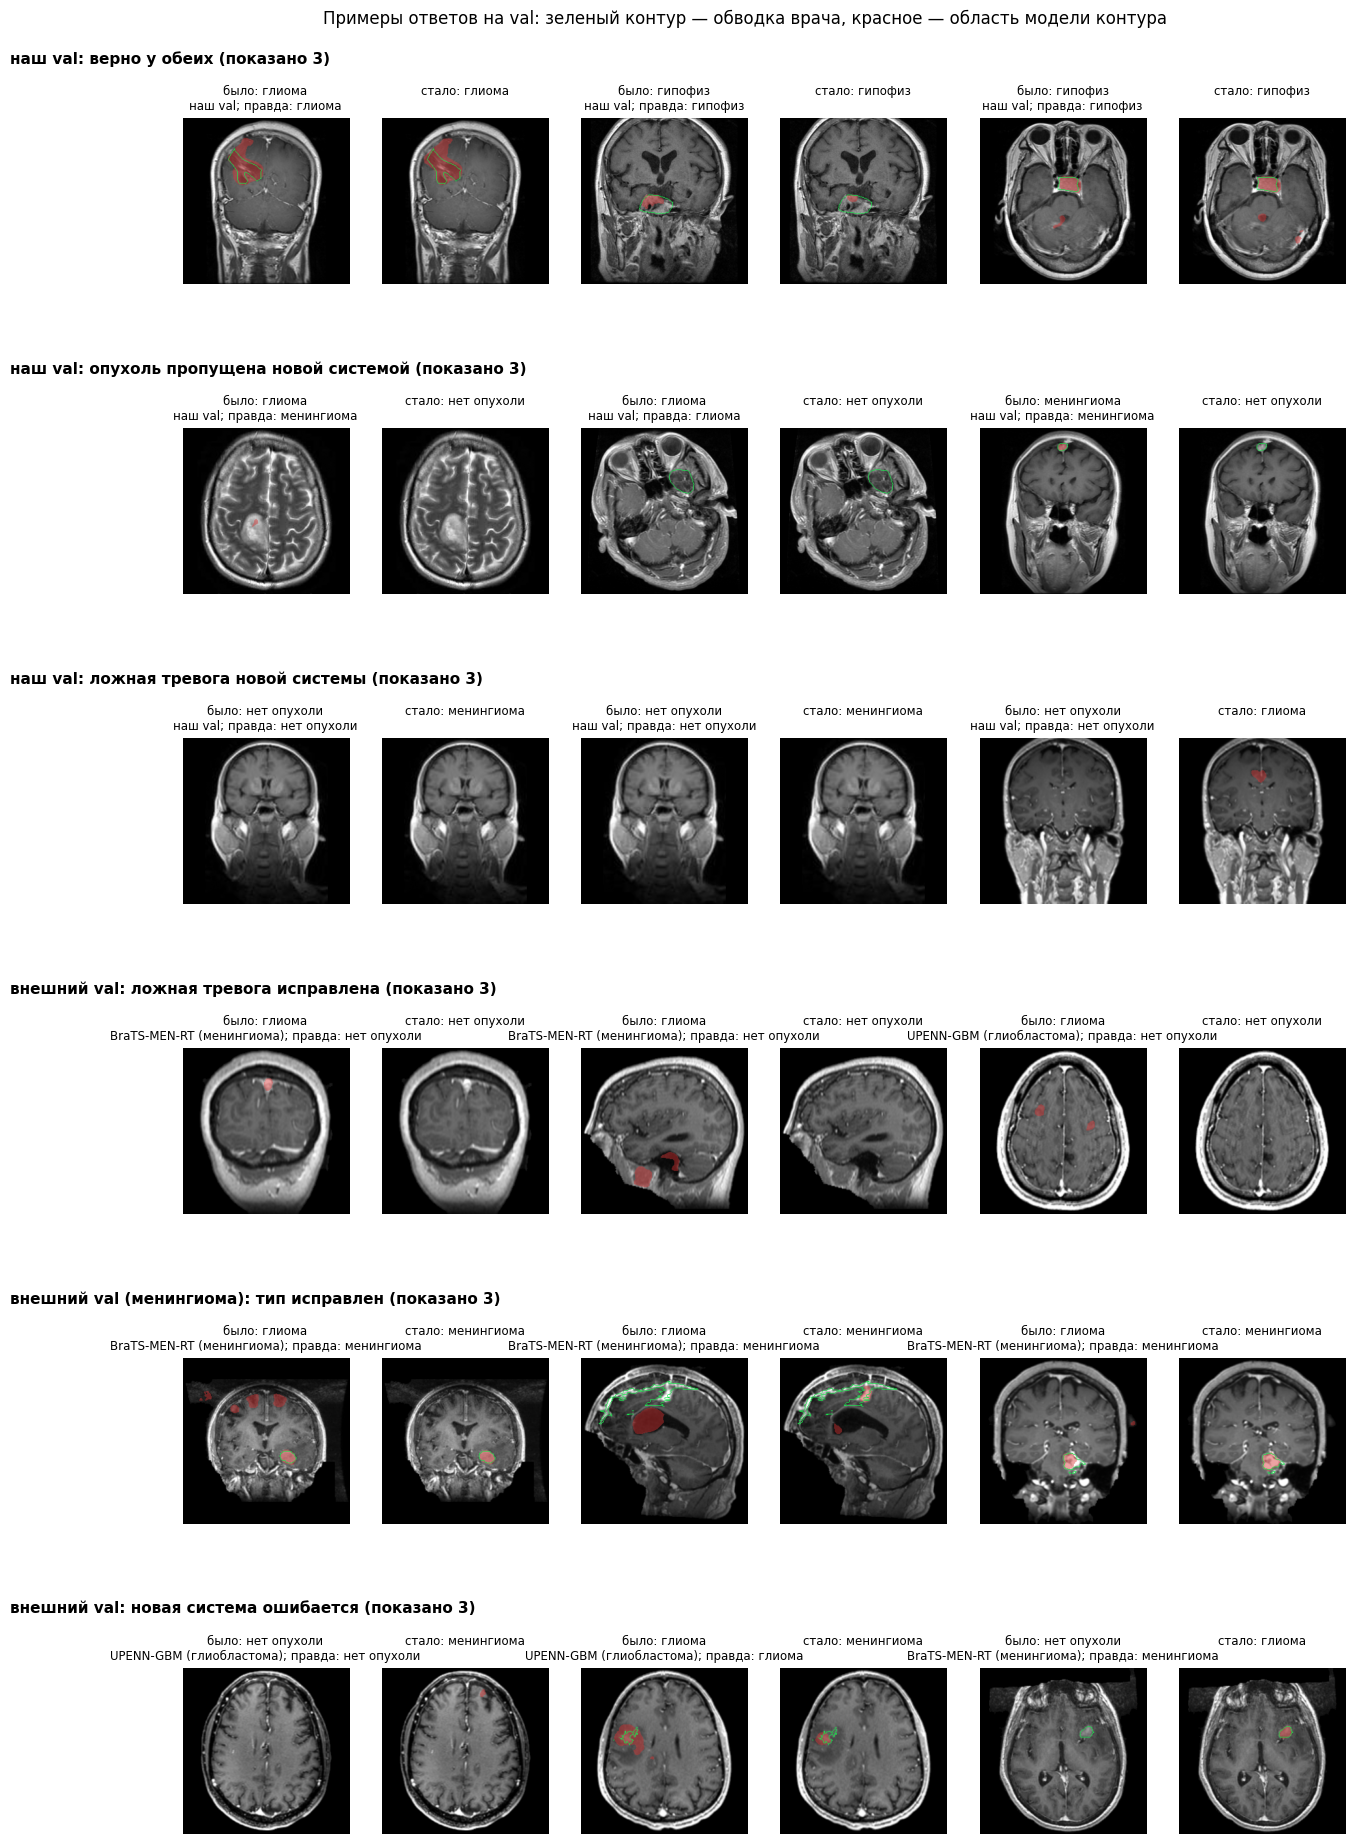 Примеры ответов на val: зеленый контур — обводка врача, красное — область модели контура
наш val: верно у обеих (показано 3)
было: глиома
наш val; правда: глиома
стало: глиома
было: гипофиз
наш val; правда: гипофиз
стало: гипофиз
было: гипофиз
наш val; правда: гипофиз
стало: гипофиз
наш val: опухоль пропущена новой системой (показано 3)
было: глиома
наш val; правда: менингиома
стало: нет опухоли
было: глиома
наш val; правда: глиома
стало: нет опухоли
было: менингиома
наш val; правда: менингиома
стало: нет опухоли
наш val: ложная тревога новой системы (показано 3)
было: нет опухоли
наш val; правда: нет опухоли
стало: менингиома
было: нет опухоли
наш val; правда: нет опухоли
стало: менингиома
было: нет опухоли
наш val; правда: нет опухоли
стало: глиома
внешний val: ложная тревога исправлена (показано 3)
было: глиома
BraTS-MEN-RT (менингиома); правда: нет опухоли
стало: нет опухоли
было: глиома
BraTS-MEN-RT (менингиома); правда: нет опухоли
стало: нет опухоли
было: глиома
UPENN-GBM (глиобластома); правда: нет опухоли
стало: нет опухоли
внешний val (менингиома): тип исправлен (показано 3)
было: глиома
BraTS-MEN-RT (менингиома); правда: менингиома
стало: менингиома
было: глиома
BraTS-MEN-RT (менингиома); правда: менингиома
стало: менингиома
было: глиома
BraTS-MEN-RT (менингиома); правда: менингиома
стало: менингиома
внешний val: новая система ошибается (показано 3)
было: нет опухоли
UPENN-GBM (глиобластома); правда: нет опухоли
стало: менингиома
было: глиома
UPENN-GBM (глиобластома); правда: глиома
стало: менингиома
было: нет опухоли
BraTS-MEN-RT (менингиома); правда: менингиома
стало: глиома